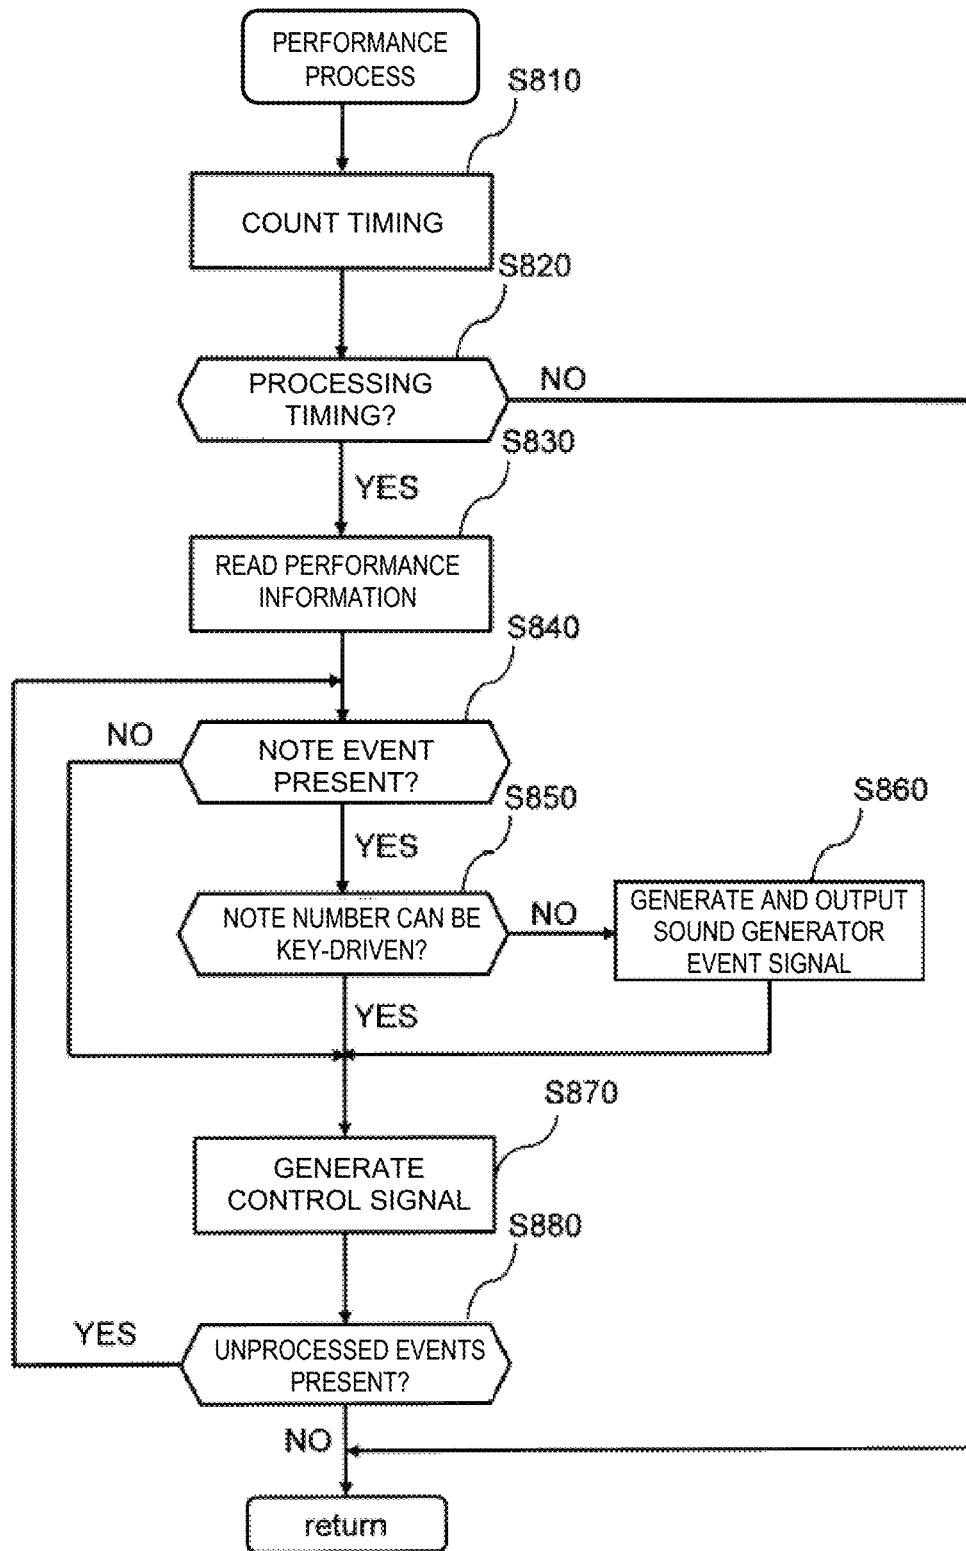 PERFORMANCE
PROCESS
S810
COUNT TIMING
S820
PROCESSING
TIMING?
NO
S830
YES
READ PERFORMANCE
INFORMATION
S840
NO
NOTE EVENT
PRESENT?
S850
S860
YES
NOTE NUMBER CAN BE
KEY-DRIVEN?
NO
GENERATE AND OUTPUT
SOUND GENERATOR
EVENT SIGNAL
YES
S870
GENERATE
CONTROL SIGNAL
S880
YES
UNPROCESSED EVENTS
PRESENT?
NO
return